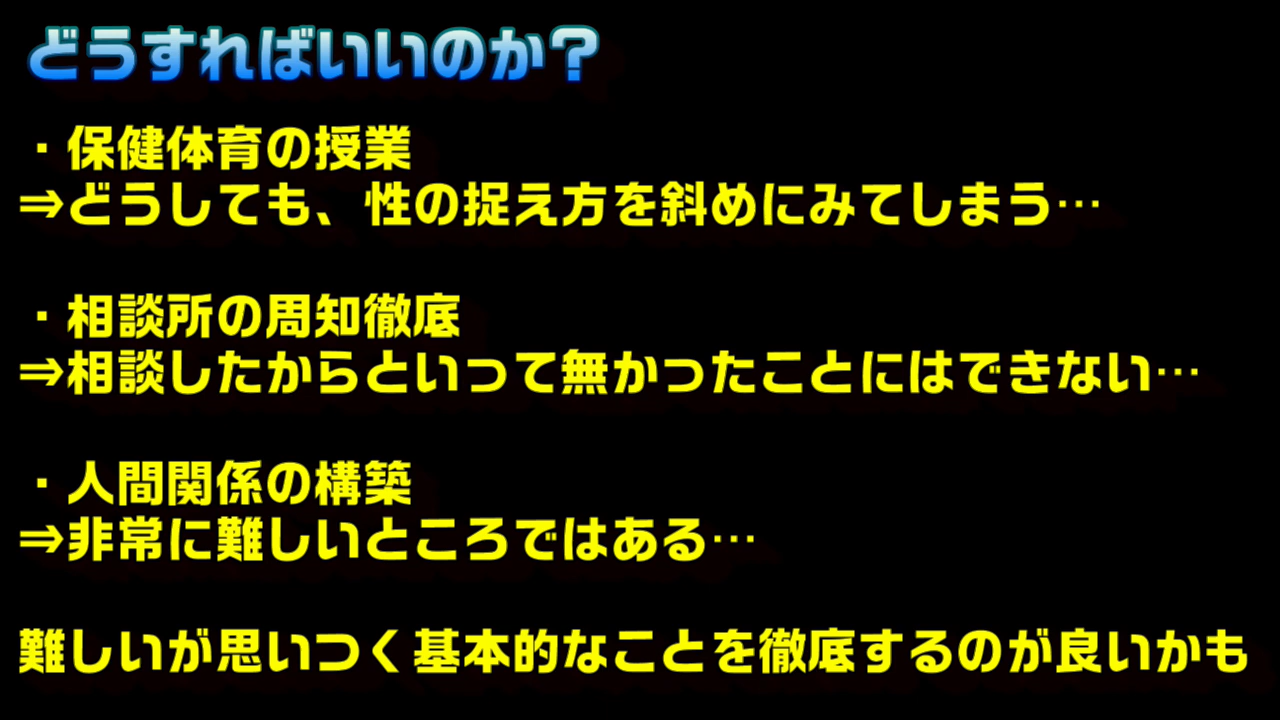 どうすればいいのか？
・保健体育の授業
⇒どうしても、性の捉え方を斜めにみてしまう…
・相談所の周知徹底
⇒相談したからといって無かったことにはできない…
・人間関係の構築
⇒非常に難しいところではある…
難しいが思いつく基本的なことを徹底するのが良いかも